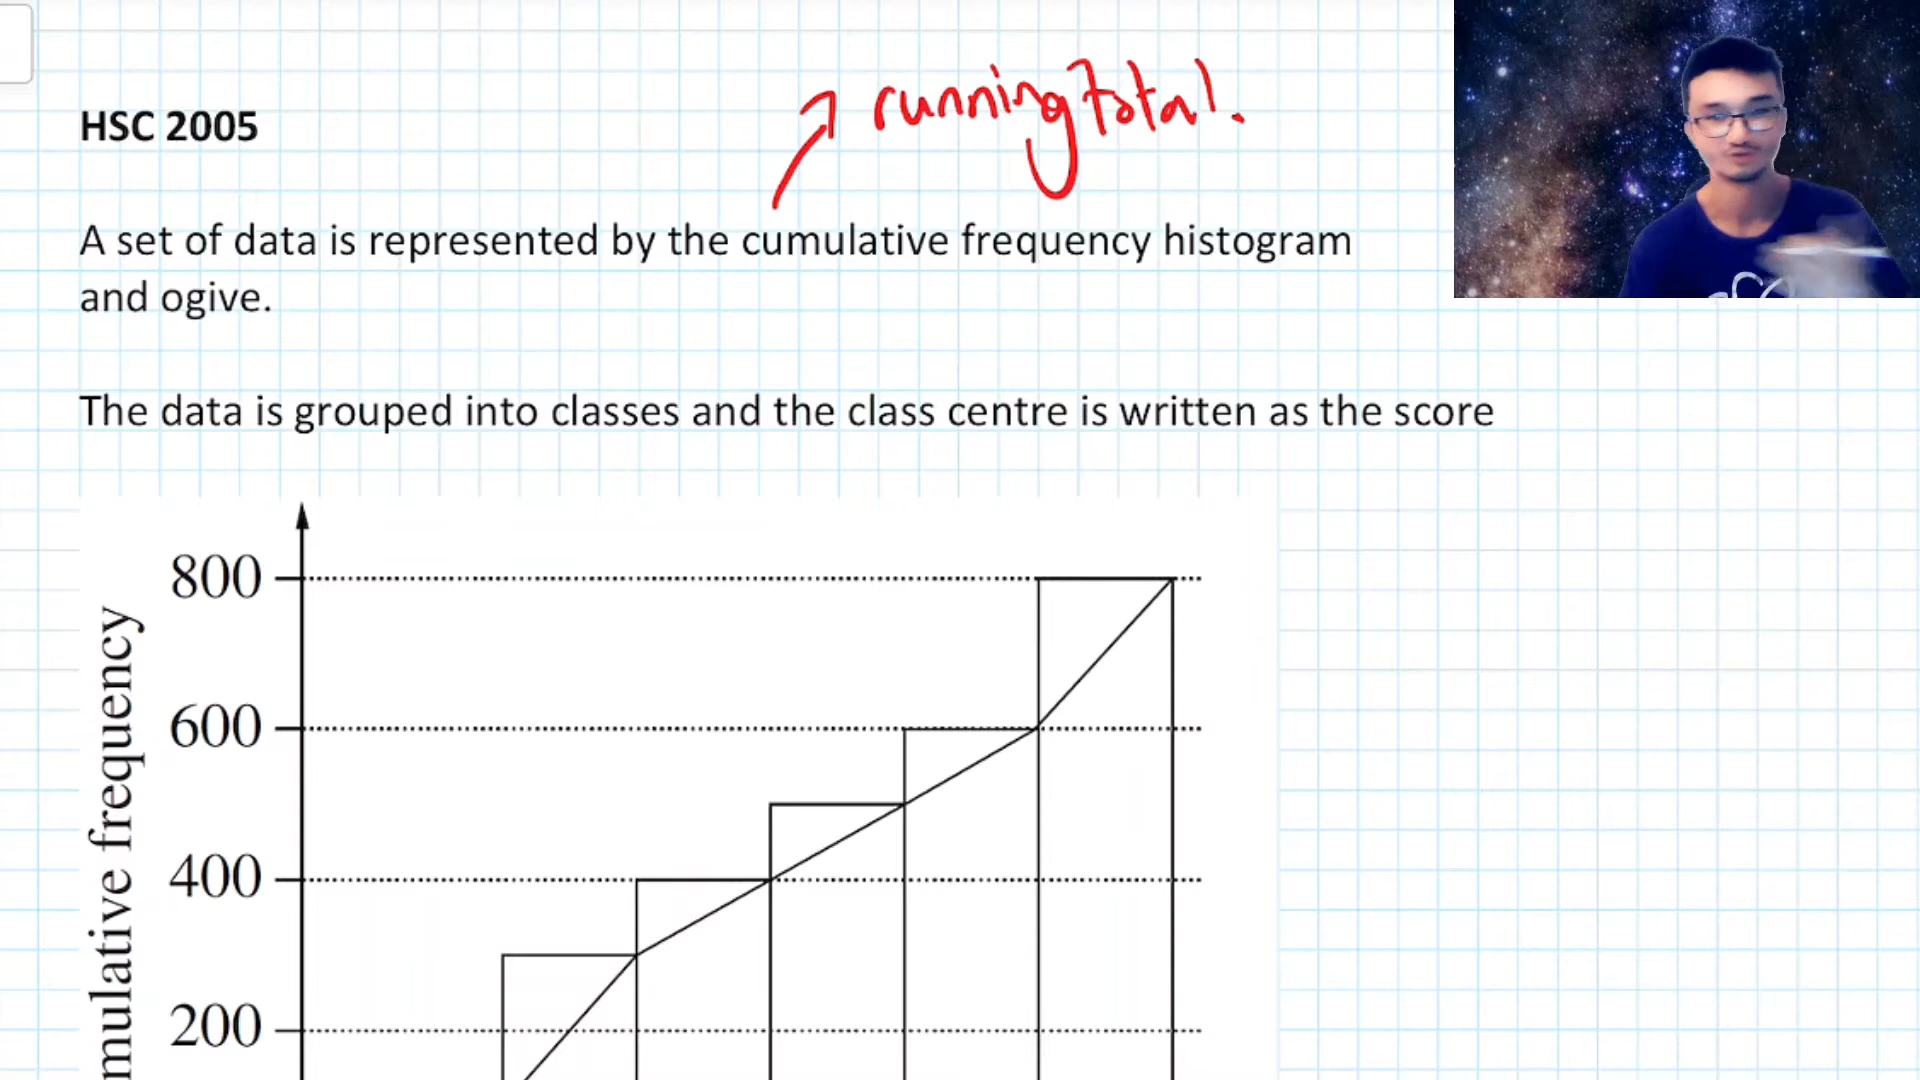 running total.
HSC 2005
A set of data is represented by the cumulative frequency histogram
and ogive.
The data is grouped into classes and the class centre is written as the score
800
600
400
200
mulative frequency